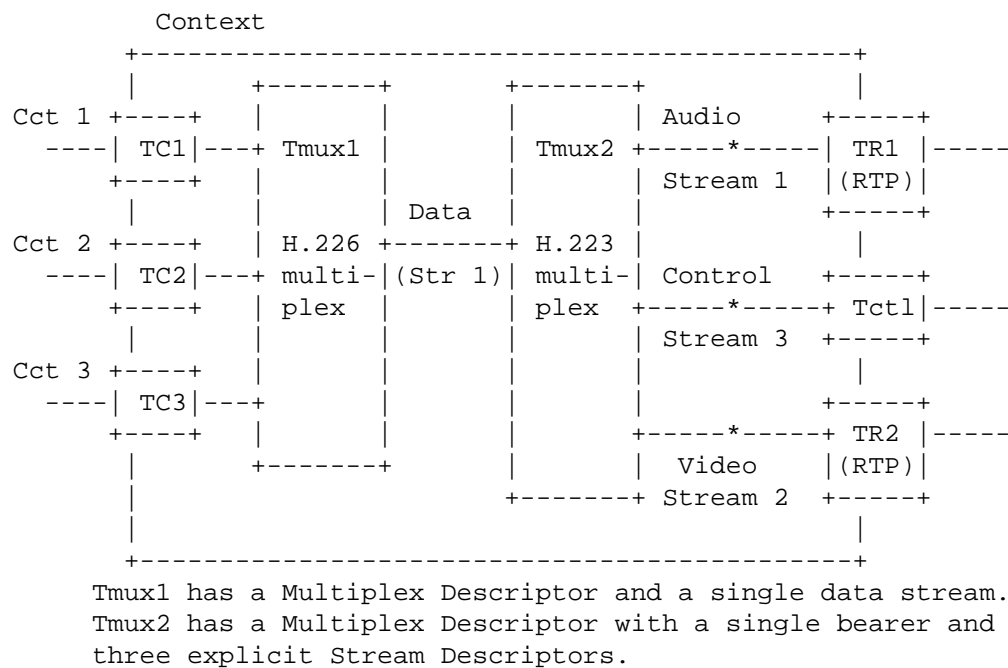 Context
Cct 1
Audio
TC1 Tmux1 Tmux2 TR1
Stream 1 (RTP)
Data
Cct 2 H.226 H.223
TC2 multi- (Str 1) multi- Control
plex plex Tctl
Stream 3
Cct 3
TC3
TR2
Video (RTP)
Stream 2
Tmux1 has a Multiplex Descriptor and a single data stream.
Tmux2 has a Multiplex Descriptor with a single bearer and
three explicit Stream Descriptors.